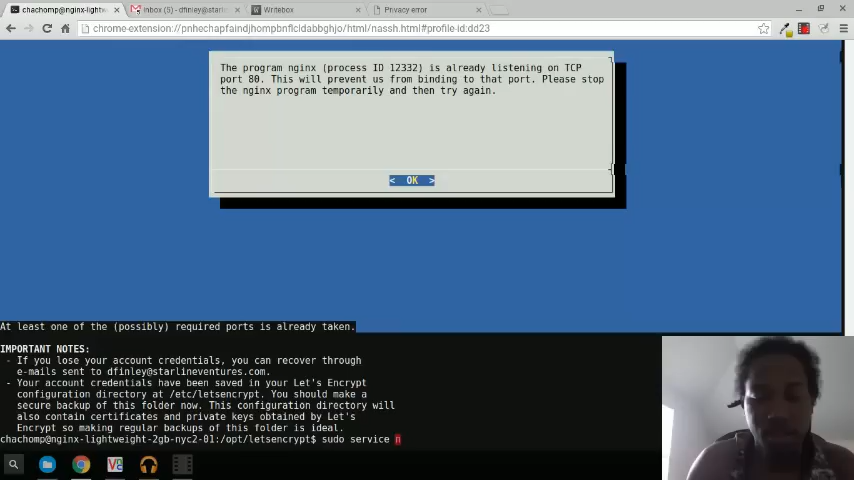 chachomp@nginx-lightw
Inbox (5) - dfinley@starlin
Writebox
Privacy error
chrome-extension://pnhechapfaindjhompbnflcidabbghjo/html/nassh.html#profile-id:dd23
The program nginx (process ID 12332) is already listening on TCP
port 80. This will prevent us from binding to that port. Please stop
the nginx program temporarily and then try again.
< OK >
At least one of the (possibly) required ports is already taken.
IMPORTANT NOTES:
- If you lose your account credentials, you can recover through
e-mails sent to dfinley@starlineventures.com.
- Your account credentials have been saved in your Let's Encrypt
configuration directory at /etc/letsencrypt. You should make a
secure backup of this folder now. This configuration directory will
also contain certificates and private keys obtained by Let's
Encrypt so making regular backups of this folder is ideal.
chachomp@nginx-lightweight-2gb-nyc2-01:/opt/letsencrypt$ sudo service n